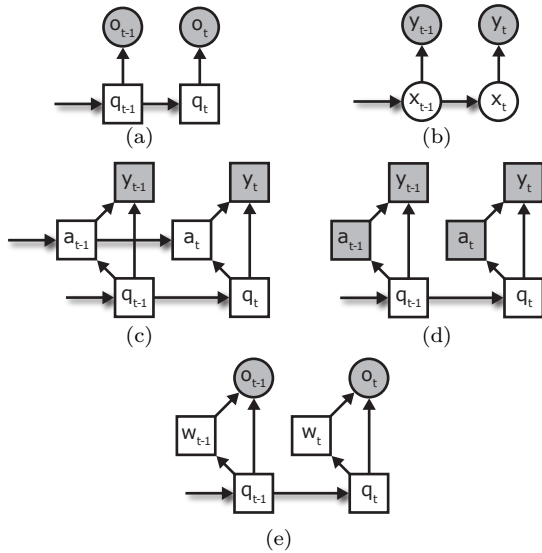 o_{t-1} o_t
q_{t-1} q_t
(a)
y_{t-1} y_t
x_{t-1} x_t
(b)
y_{t-1} y_t
a_{t-1} a_t
q_{t-1} q_t
(c)
y_{t-1} y_t
a_{t-1} a_t
q_{t-1} q_t
(d)
o_{t-1} o_t
w_{t-1} w_t
q_{t-1} q_t
(e)